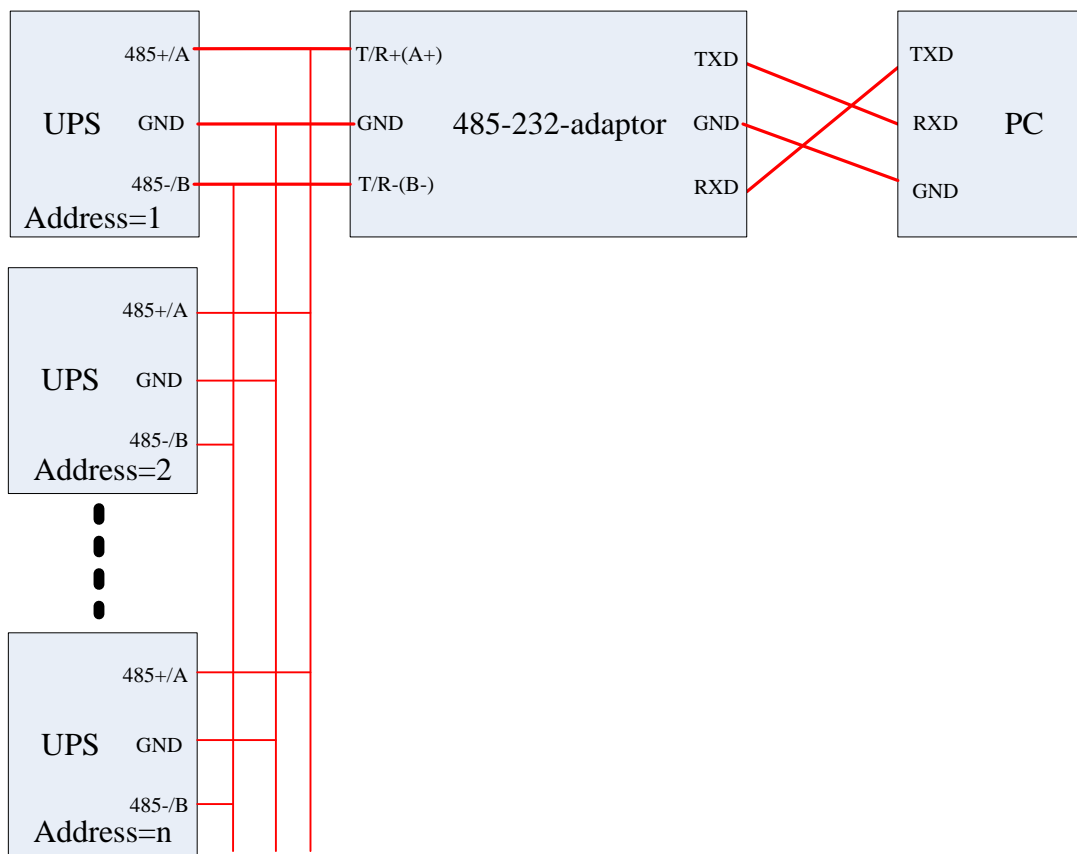 485+/A
UPS
GND
485-/B
Address=1
T/R+(A+)
GND
T/R-(B-)
485-232-adaptor
TXD
GND
RXD
TXD
RXD
GND
PC
485+/A
UPS
GND
485-/B
Address=2
485+/A
UPS
GND
485-/B
Address=n